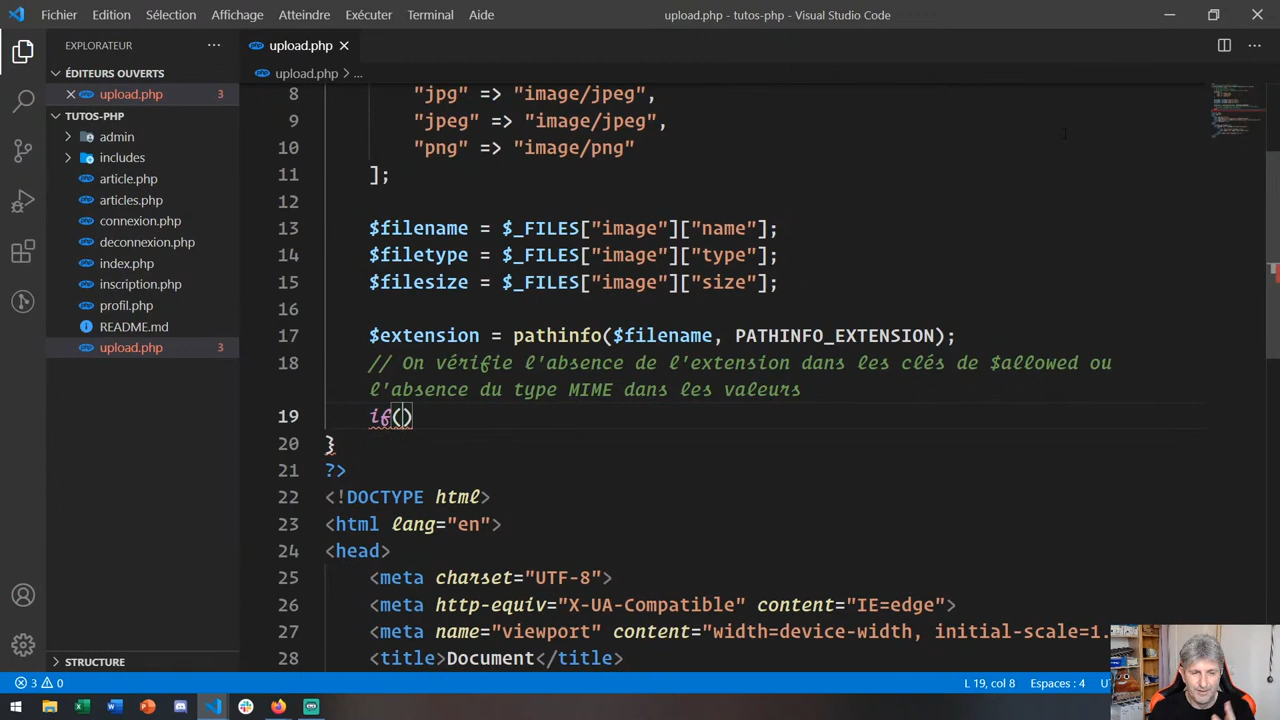 Fichier Edition Sélection Affichage Atteindre Exécuter Terminal Aide
upload.php - tutos-php - Visual Studio Code
EXPLORATEUR
ÉDITEURS OUVERTS
upload.php 3
TUTOS-PHP
admin
includes
article.php
articles.php
connexion.php
deconnexion.php
index.php
inscription.php
profil.php
README.md
upload.php 3
STRUCTURE
upload.php
upload.php > ...
8 "jpg" => "image/jpeg",
9 "jpeg" => "image/jpeg",
10 "png" => "image/png"
11 ];
12
13 $filename = $_FILES["image"]["name"];
14 $filetype = $_FILES["image"]["type"];
15 $filesize = $_FILES["image"]["size"];
16
17 $extension = pathinfo($filename, PATHINFO_EXTENSION);
18 // On vérifie l'absence de l'extension dans les clés de $allowed ou
l'absence du type MIME dans les valeurs
19 if()
20 }
21 ?>
22 <!DOCTYPE html>
23 <html lang="en">
24 <head>
25 <meta charset="UTF-8">
26 <meta http-equiv="X-UA-Compatible" content="IE=edge">
27 <meta name="viewport" content="width=device-width, initial-scale=1.
28 <title>Document</title>
3 0
L 19, col 8 Espaces : 4